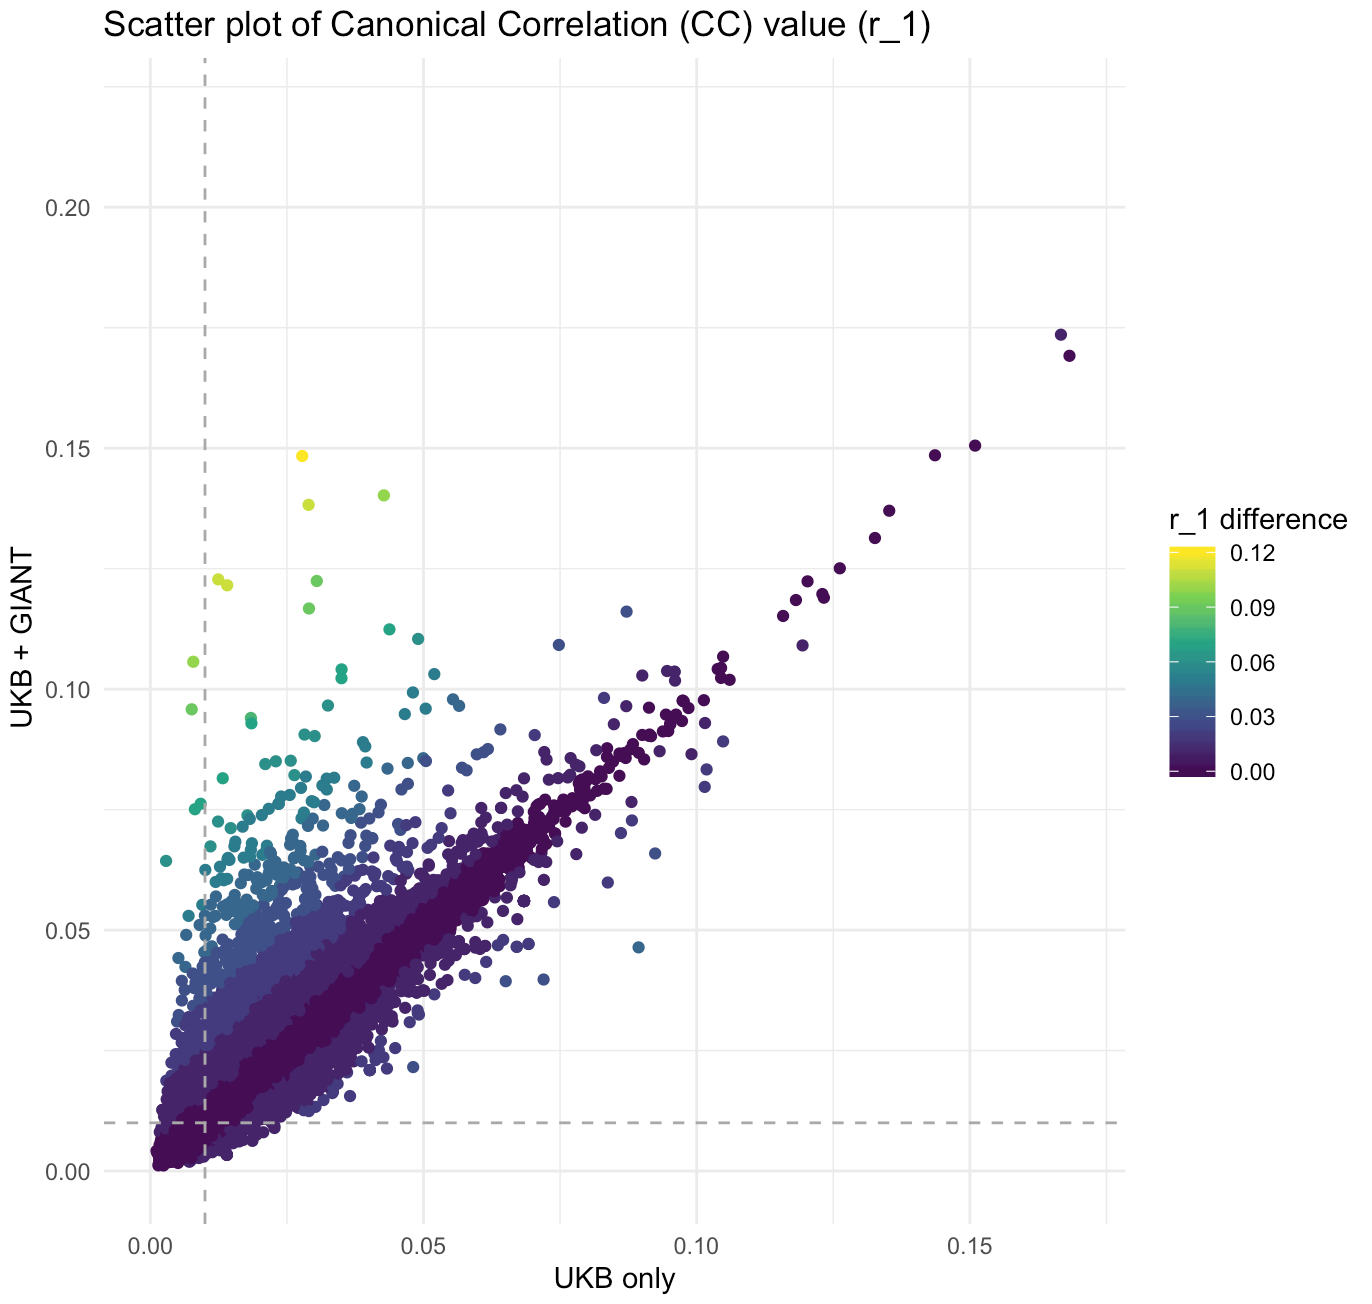 Scatter plot of Canonical Correlation (CC) value (r_1)
UKB + GIANT
0.20
0.15
0.10
0.05
0.00
0.00 0.05 0.10 0.15
UKB only
r_1 difference
0.12
0.09
0.06
0.03
0.00